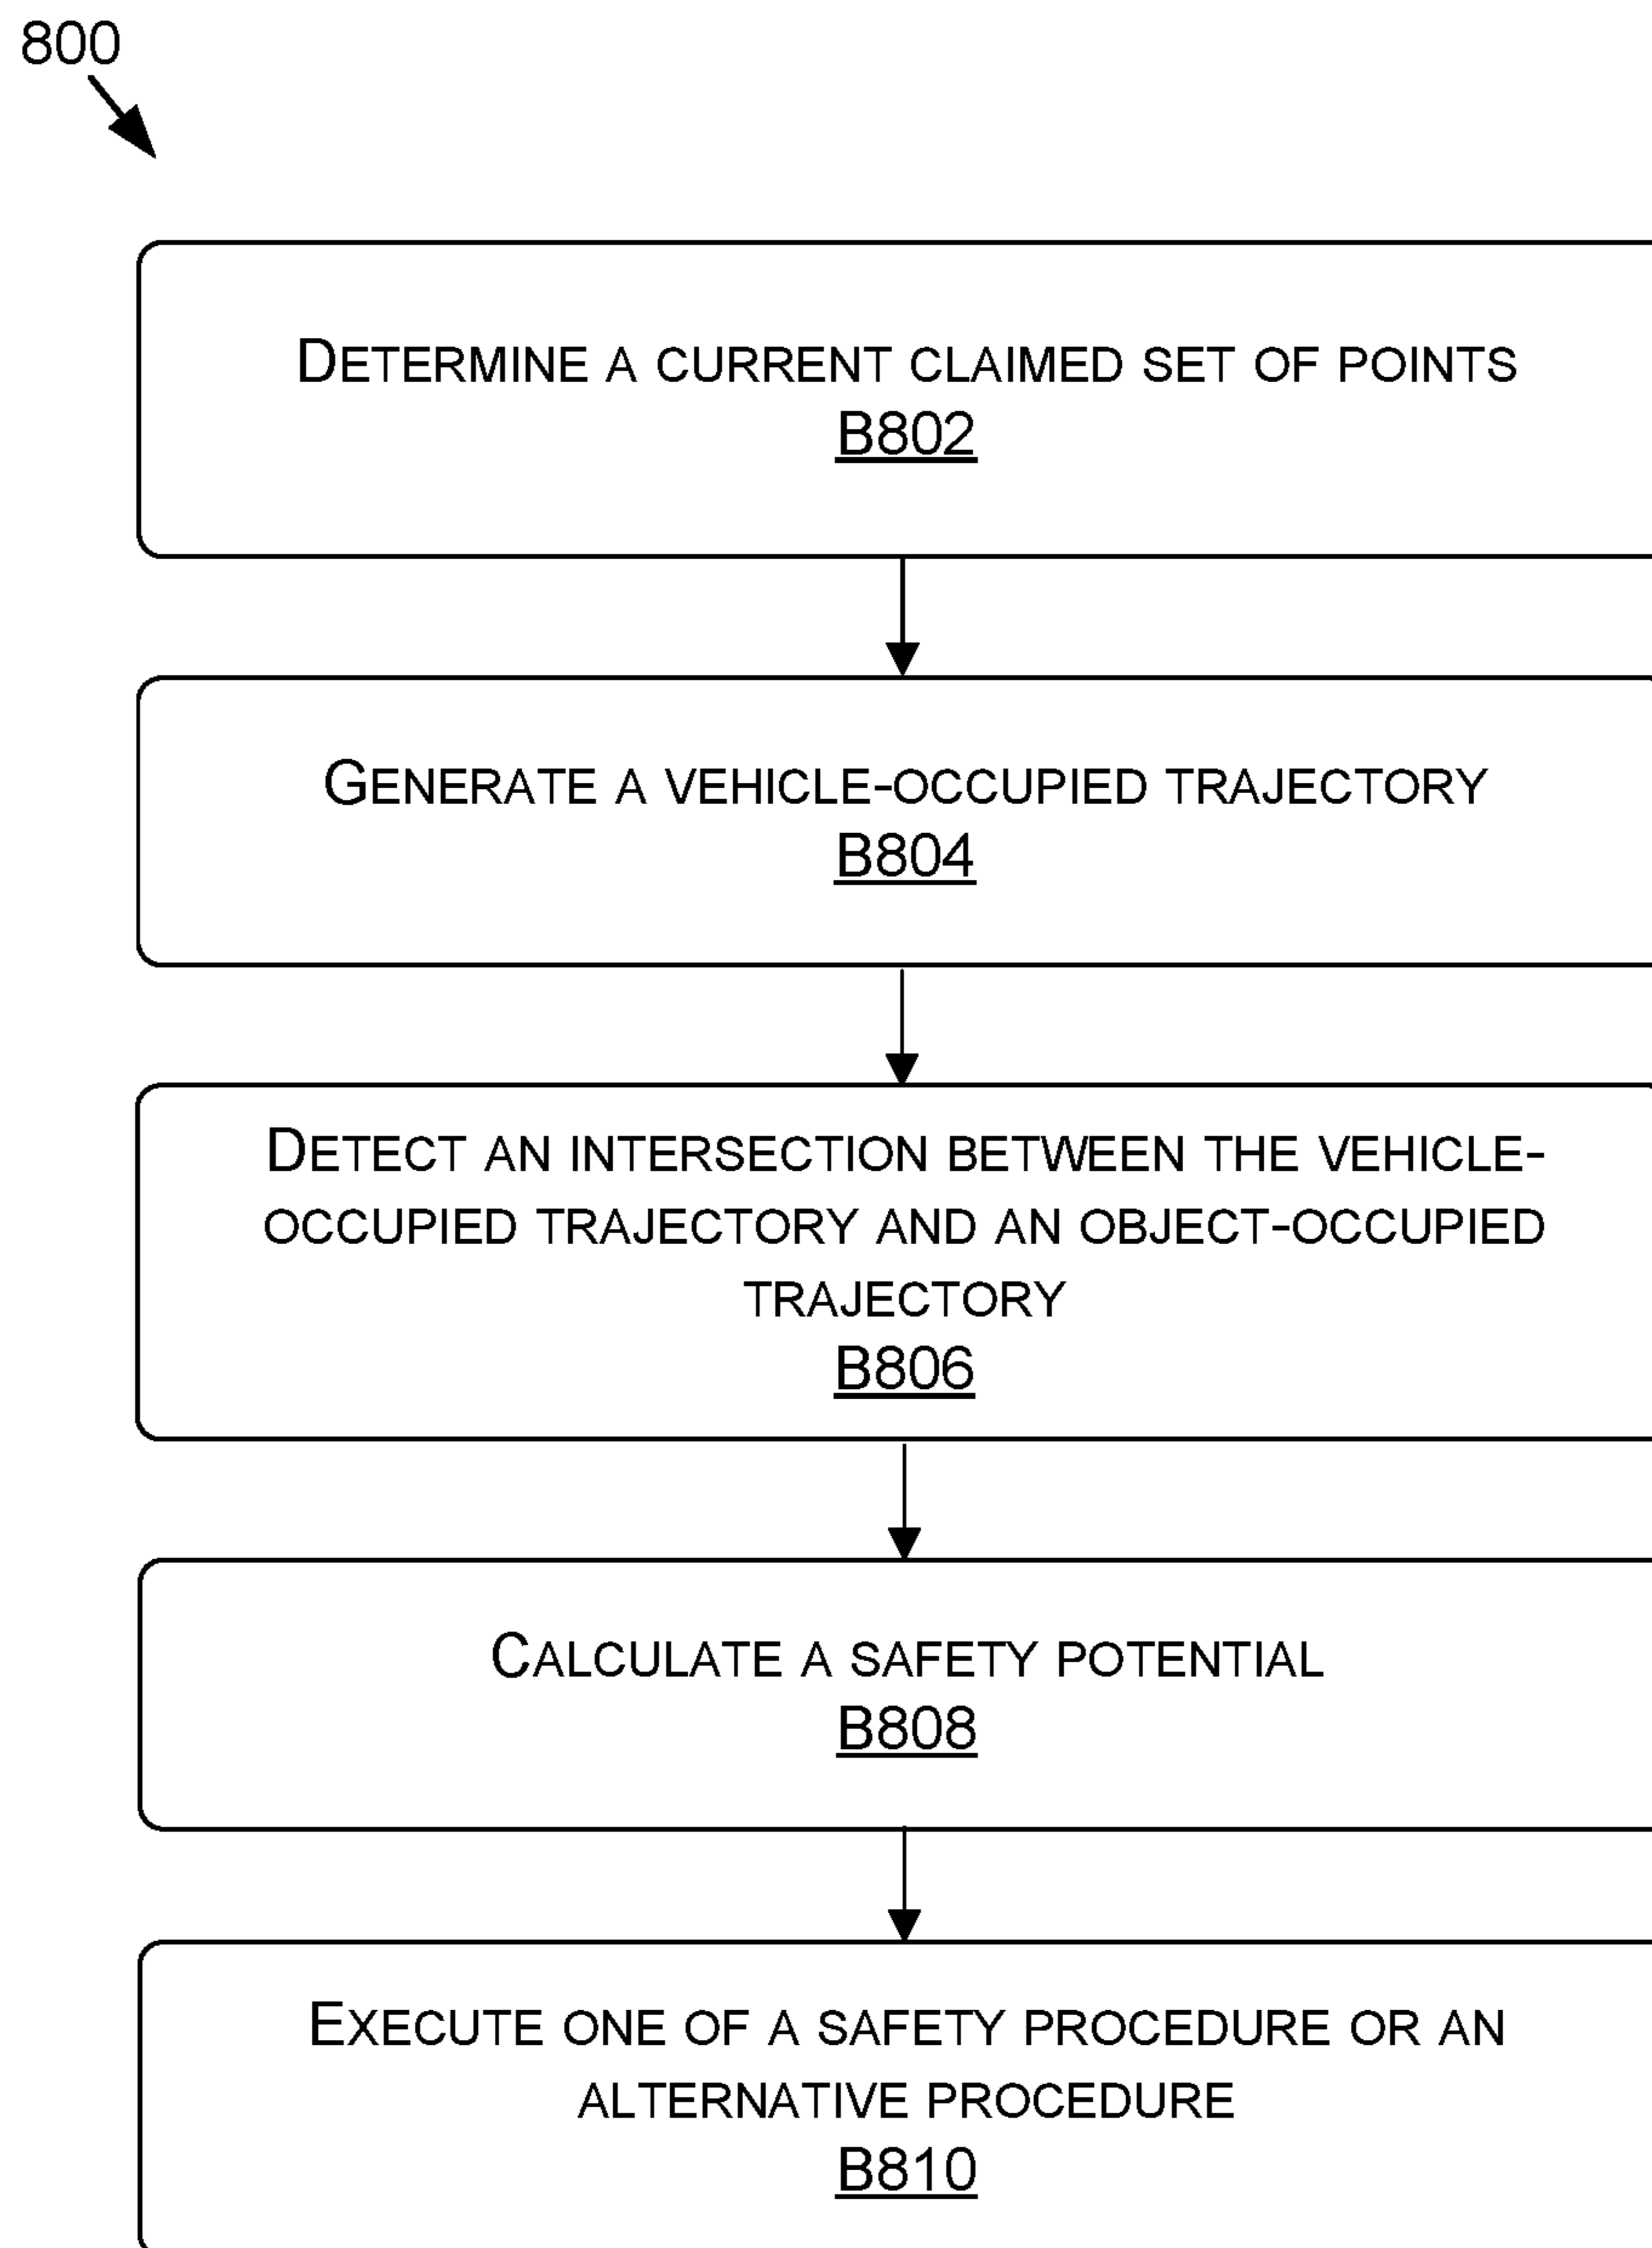 800
DETERMINE A CURRENT CLAIMED SET OF POINTS
B802
GENERATE A VEHICLE-OCCUPIED TRAJECTORY
B804
DETECT AN INTERSECTION BETWEEN THE VEHICLE-
OCCUPIED TRAJECTORY AND AN OBJECT-OCCUPIED
TRAJECTORY
B806
CALCULATE A SAFETY POTENTIAL
B808
EXECUTE ONE OF A SAFETY PROCEDURE OR AN
ALTERNATIVE PROCEDURE
B810